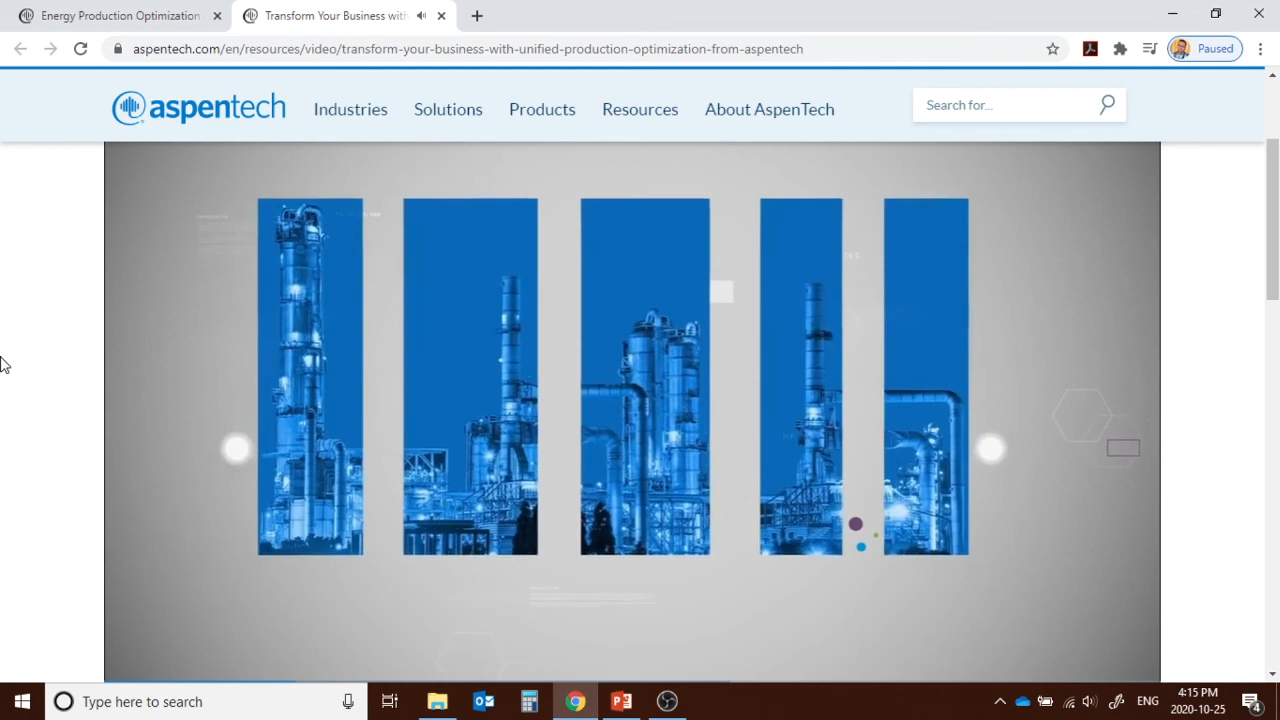 Energy Production Optimization
Transform Your Business with
aspentech.com/en/resources/video/transform-your-business-with-unified-production-optimization-from-aspentech
Paused
aspentech
Industries
Solutions
Products
Resources
About AspenTech
Search for...
Type here to search
ENG
4:15 PM
2020-10-25
4